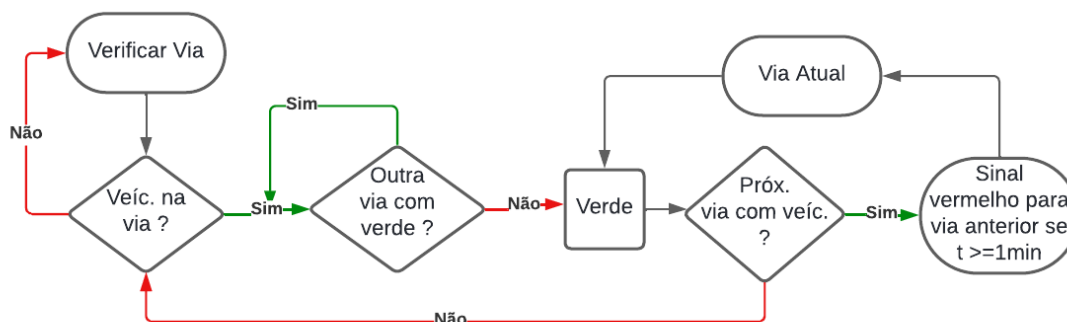 Verificar Via
Via Atual
Sim
Não
Veíc. na
via ?
Sim
Outra
via com
verde ?
Não
Verde
Próx.
via com veíc.
?
Sim
Sinal
vermelho para
via anterior se
t >=1min
Não